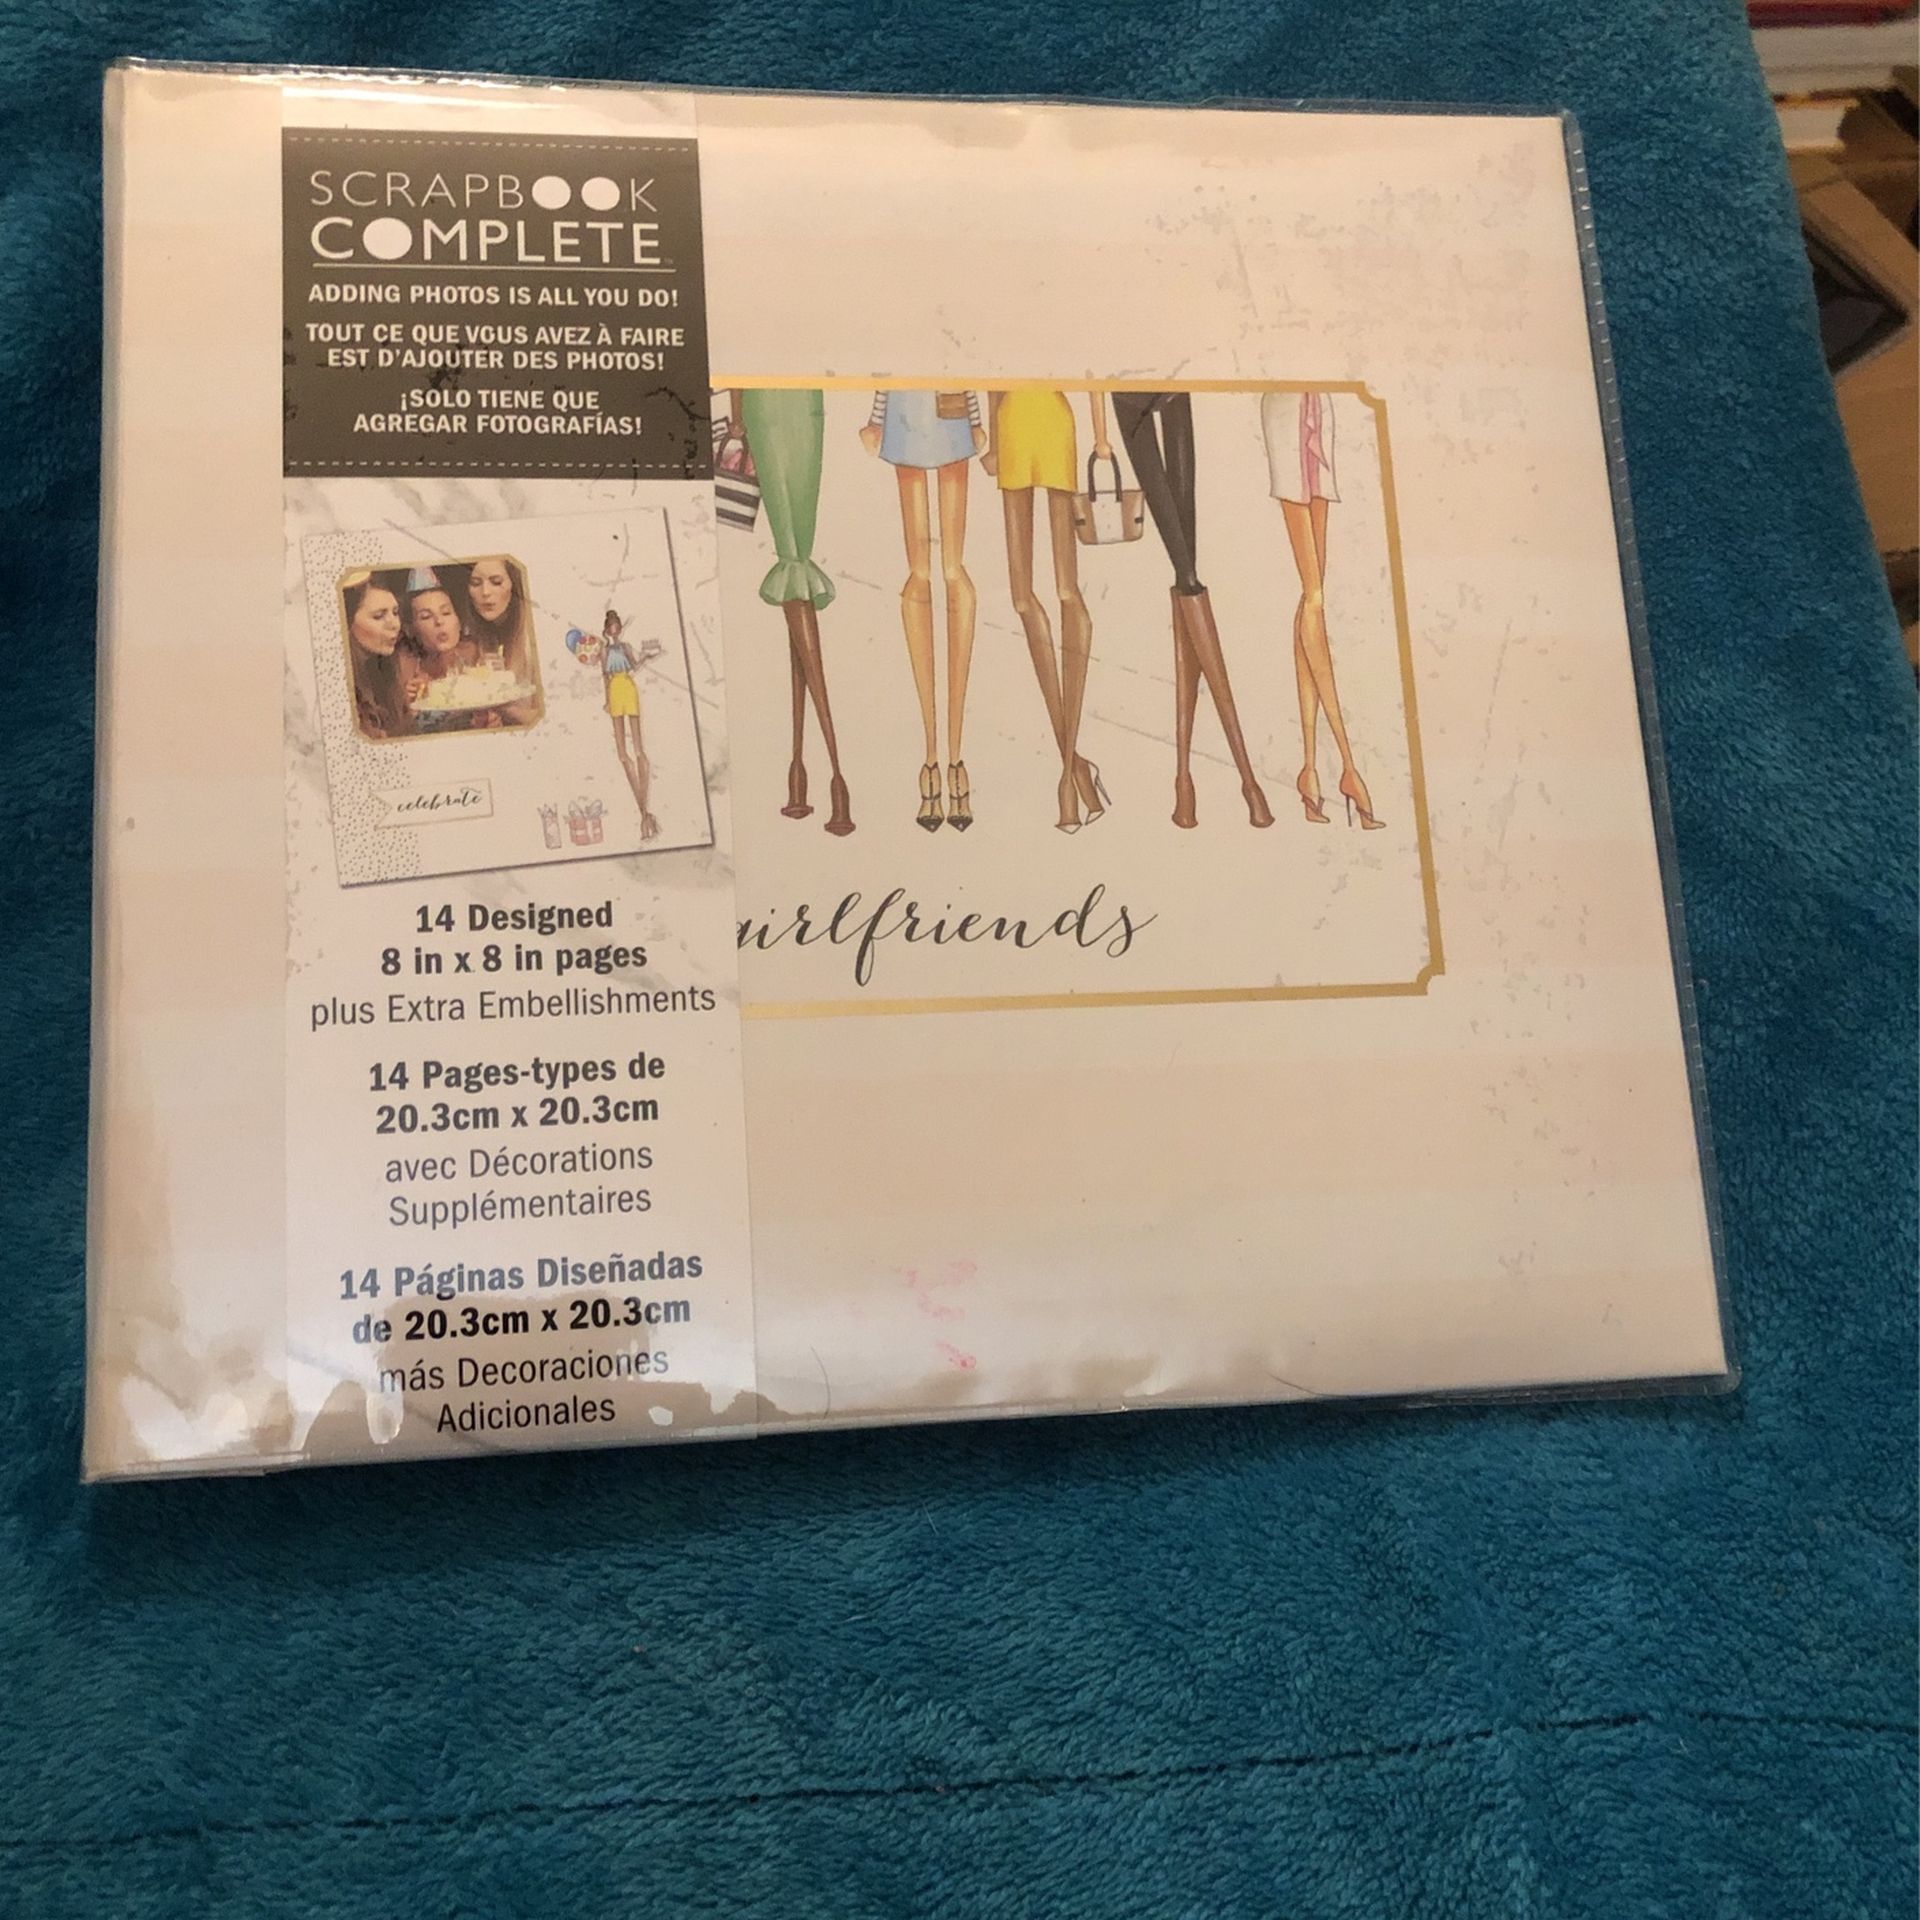 SCRAPBOOK
COMPLETE™
ADDING PHOTOS IS ALL YOU DO!
TOUT CE QUE VOUS AVEZ À FAIRE
EST D'AJOUTER DES PHOTOS!
¡SOLO TIENE QUE
AGREGAR FOTOGRAFÍAS!
celebrate
14 Designed
8 in x 8 in pages
plus Extra Embellishments
14 Pages-types de
20.3cm x 20.3cm
avec Décorations
Supplémentaires
14 Páginas Diseñadas
de 20.3cm x 20.3cm
más Decoraciones
Adicionales
girlfriends